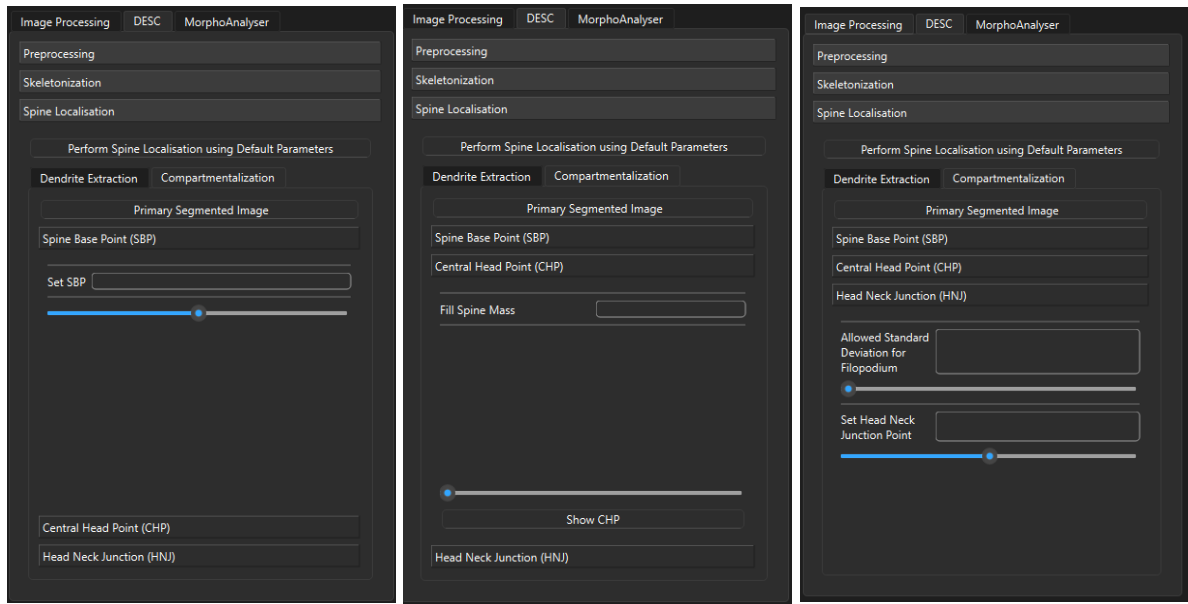 Image Processing DESC MorphoAnalyser
Preprocessing
Skeletonization
Spine Localisation
Perform Spine Localisation using Default Parameters
Dendrite Extraction Compartmentalization
Primary Segmented Image
Spine Base Point (SBP)
Set SBP
Central Head Point (CHP)
Head Neck Junction (HNJ)
Image Processing DESC MorphoAnalyser
Preprocessing
Skeletonization
Spine Localisation
Perform Spine Localisation using Default Parameters
Dendrite Extraction Compartmentalization
Primary Segmented Image
Spine Base Point (SBP)
Central Head Point (CHP)
Fill Spine Mass
Show CHP
Head Neck Junction (HNJ)
Image Processing DESC MorphoAnalyser
Preprocessing
Skeletonization
Spine Localisation
Perform Spine Localisation using Default Parameters
Dendrite Extraction Compartmentalization
Primary Segmented Image
Spine Base Point (SBP)
Central Head Point (CHP)
Head Neck Junction (HNJ)
Allowed Standard
Deviation for
Filopodium
Set Head Neck
Junction Point